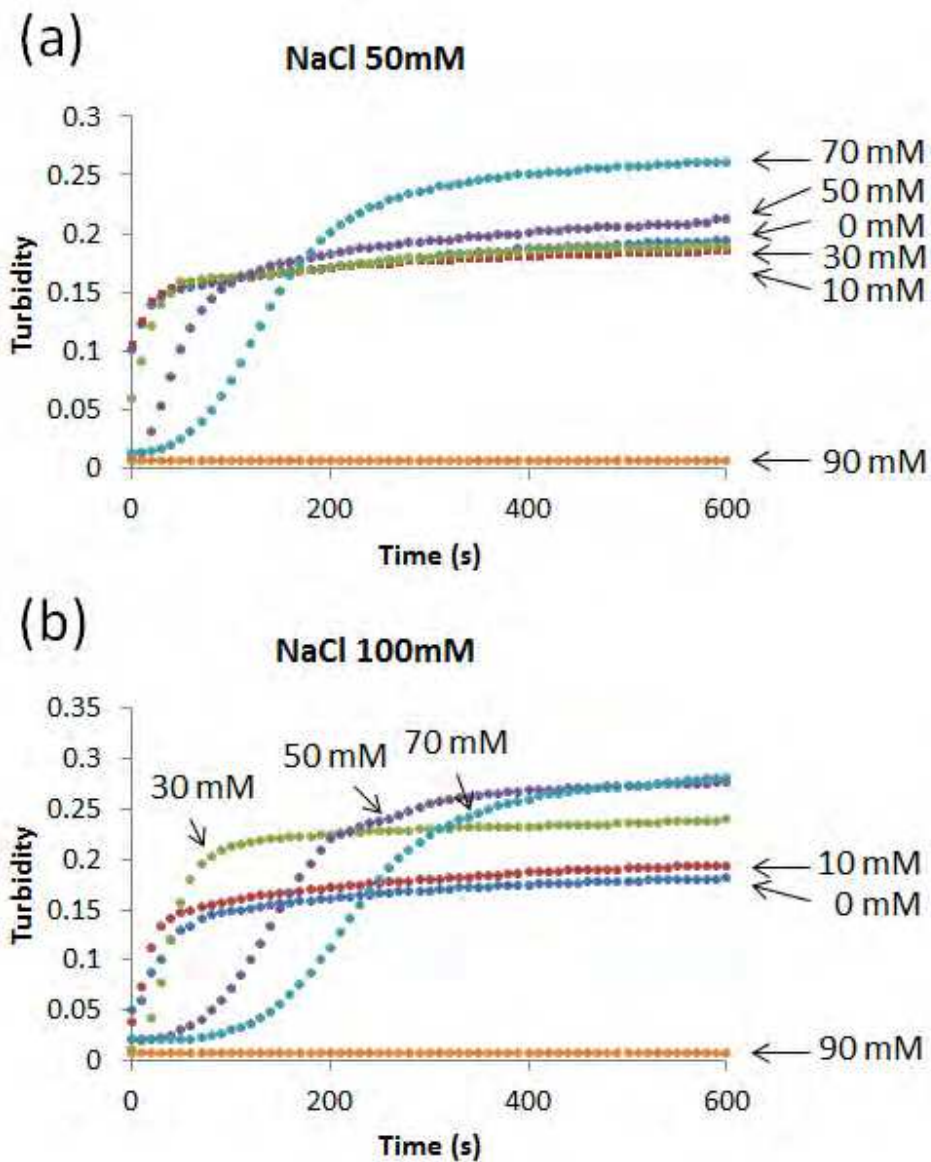 (a)
NaCl 50mM
0.3
0.25
0.2
0.15
0.1
0.05
0
Turbidity
70 mM
50 mM
0 mM
30 mM
10 mM
90 mM
0 200 400 600
Time (s)
(b)
NaCl 100mM
0.35
0.3
0.25
0.2
0.15
0.1
0.05
0
Turbidity
30 mM
50 mM
70 mM
10 mM
0 mM
90 mM
0 200 400 600
Time (s)